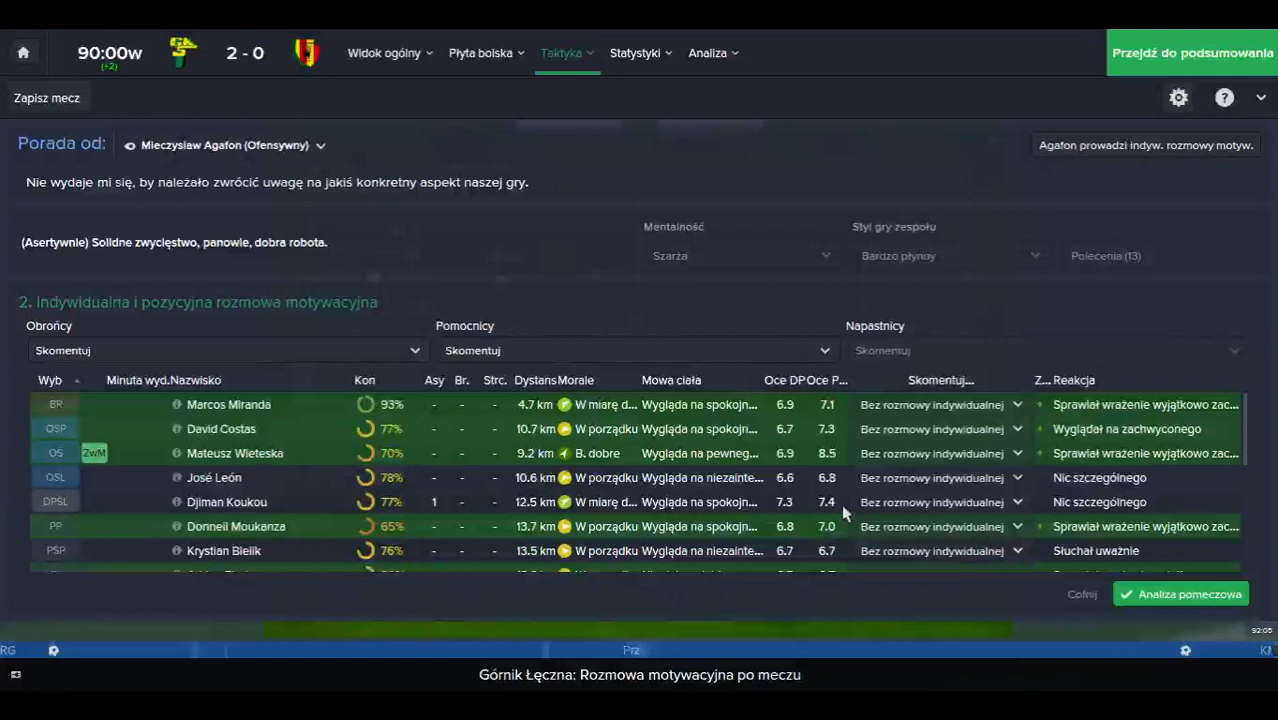 90:00w
(+2)
2 - 0
Widok ogólny
Płyta boiska
Taktyka
Statystyki
Analiza
Przejdź do podsumowania
Zapisz mecz
Porada od:
Mieczysław Agafon (Ofensywny)
Agafon prowadzi indyw. rozmowy motyw.
Nie wydaje mi się, by należało zwrócić uwagę na jakiś konkretny aspekt naszej gry.
Mentalność
Styl gry zespołu
(Asertywnie) Solidne zwycięstwo, panowie, dobra robota.
Szarża
Bardzo płynny
Polecenia (13)
2. Indywidualna i pozycyjna rozmowa motywacyjna
Obrońcy
Pomocnicy
Napastnicy
Skomentuj
Skomentuj
Skomentuj
Wyb Minuta wyd. Nazwisko Kon Asy Br. Strc. Dystans Morale Mowa ciała Oce DP Oce P... Skomentuj... Z... Reakcja
BR Marcos Miranda 93% - - - 4.7 km W miarę d... Wygląda na spokojn... 6.9 7.1 Bez rozmowy indywidualnej Sprawiał wrażenie wyjątkowo zac...
OSP David Costas 77% - - - 10.7 km W porządku Wygląda na spokojn... 6.7 7.3 Bez rozmowy indywidualnej Wyglądał na zachwyconego
OS ZwM Mateusz Wieteska 70% - - - 9.2 km B. dobre Wygląda na pewneg... 6.9 8.5 Bez rozmowy indywidualnej Sprawiał wrażenie wyjątkowo zac...
OSL José León 78% - - - 10.6 km W porządku Wygląda na niezainte... 6.6 6.8 Bez rozmowy indywidualnej Nic szczególnego
DPŚL Djiman Koukou 77% 1 - - 12.5 km W miarę d... Wygląda na spokojn... 7.3 7.4 Bez rozmowy indywidualnej Nic szczególnego
PP Donneil Moukanza 65% - - - 13.7 km W porządku Wygląda na spokojn... 6.8 7.0 Bez rozmowy indywidualnej Sprawiał wrażenie wyjątkowo zac...
PŚP Krystian Bielik 76% - - - 13.5 km W porządku Wygląda na niezainte... 6.7 6.7 Bez rozmowy indywidualnej Słuchał uważnie
Cofnij
Analiza pomeczowa
92:05
RG
Prz
Górnik Łęczna: Rozmowa motywacyjna po meczu